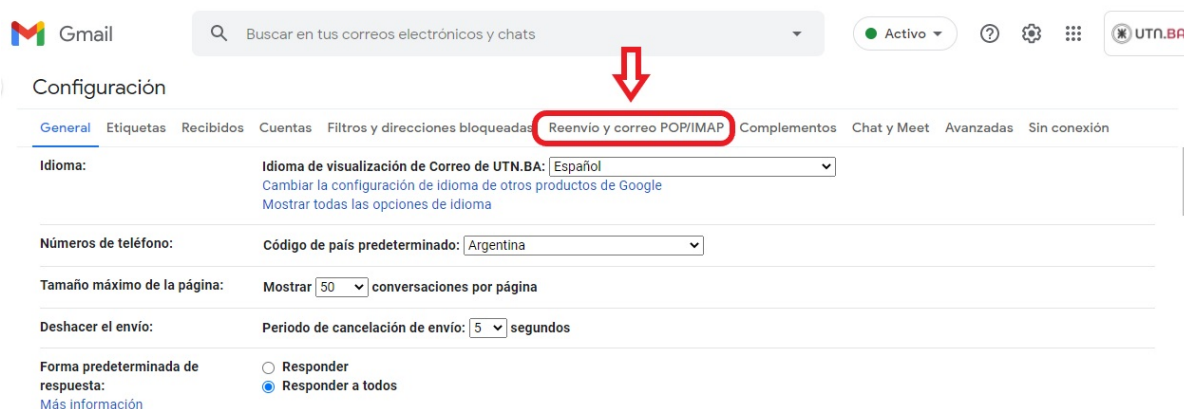 Gmail
Buscar en tus correos electrónicos y chats
Activo
UTN.BA
Configuración
General Etiquetas Recibidos Cuentas Filtros y direcciones bloqueadas Reenvío y correo POP/IMAP Complementos Chat y Meet Avanzadas Sin conexión
Idioma: Idioma de visualización de Correo de UTN.BA: Español
Cambiar la configuración de idioma de otros productos de Google
Mostrar todas las opciones de idioma
Números de teléfono: Código de país predeterminado: Argentina
Tamaño máximo de la página: Mostrar 50 conversaciones por página
Deshacer el envío: Periodo de cancelación de envío: 5 segundos
Forma predeterminada de Responder
respuesta: Responder a todos
Más información